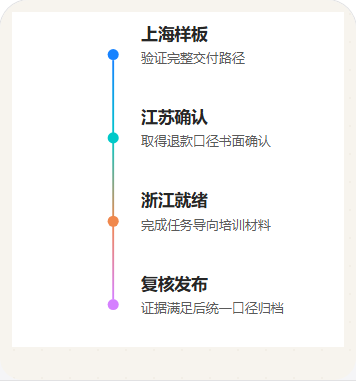 上海样板
验证完整交付路径
江苏确认
取得退款口径书面确认
浙江就绪
完成任务导向培训材料
复核发布
证据满足后统一口径归档